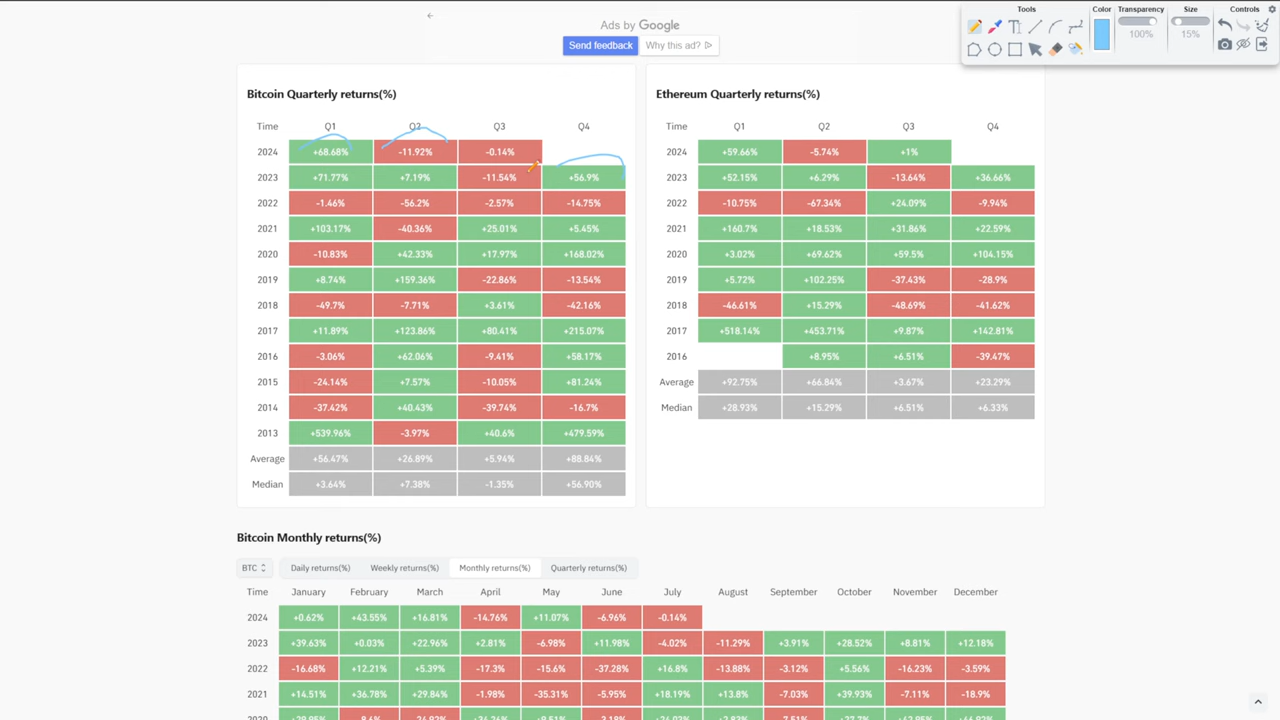 Ads by Google
Send feedback Why this ad?
Tools Color Transparency Size Controls
100% 15%
Bitcoin Quarterly returns(%)
Time Q1 Q2 Q3 Q4
2024 +68.68% -11.92% -0.14%
2023 +71.77% +7.19% -11.54% +56.9%
2022 -1.46% -56.2% -2.57% -14.75%
2021 +103.17% -40.36% +25.01% +5.45%
2020 -10.83% +42.33% +17.97% +168.02%
2019 +8.74% +159.36% -22.86% -13.54%
2018 -49.7% -7.71% +3.61% -42.16%
2017 +11.89% +123.86% +80.41% +215.07%
2016 -3.06% +62.06% -9.41% +58.17%
2015 -24.14% +7.57% -10.05% +81.24%
2014 -37.42% +40.43% -39.74% -16.7%
2013 +539.96% -3.97% +40.6% +479.59%
Average +56.47% +26.89% +5.94% +88.84%
Median +3.64% +7.38% -1.35% +56.90%
Ethereum Quarterly returns(%)
Time Q1 Q2 Q3 Q4
2024 +59.66% -5.74% +1%
2023 +52.15% +6.29% -13.64% +36.66%
2022 -10.75% -67.34% +24.09% -9.94%
2021 +160.7% +18.53% +31.86% +22.59%
2020 +3.02% +69.62% +59.5% +104.15%
2019 +5.72% +102.25% -37.43% -28.9%
2018 -46.61% +15.29% -48.69% -41.62%
2017 +518.14% +453.71% +9.87% +142.81%
2016 +8.95% +6.51% -39.47%
Average +92.75% +66.84% +3.67% +23.29%
Median +28.93% +15.29% +6.51% +6.33%
Bitcoin Monthly returns(%)
BTC Daily returns(%) Weekly returns(%) Monthly returns(%) Quarterly returns(%)
Time January February March April May June July August September October November December
2024 +0.62% +43.55% +16.81% -14.76% +11.07% -6.96% -0.14%
2023 +39.63% +0.03% +22.96% +2.81% -6.98% +11.98% -4.02% -11.29% +3.91% +28.52% +8.81% +12.18%
2022 -16.68% +12.21% +5.39% -17.3% -15.6% -37.28% +16.8% -13.88% -3.12% +5.56% -16.23% -3.59%
2021 +14.51% +36.78% +29.84% -1.98% -35.31% -5.95% +18.19% +13.8% -7.03% +39.93% -7.11% -18.9%